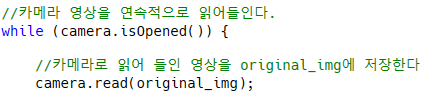 //카메라 영상을 연속적으로 읽어들인다.
while (camera.isOpened()) {
//카메라로 읽어 들인 영상을 original_img에 저장한다
camera.read(original_img);